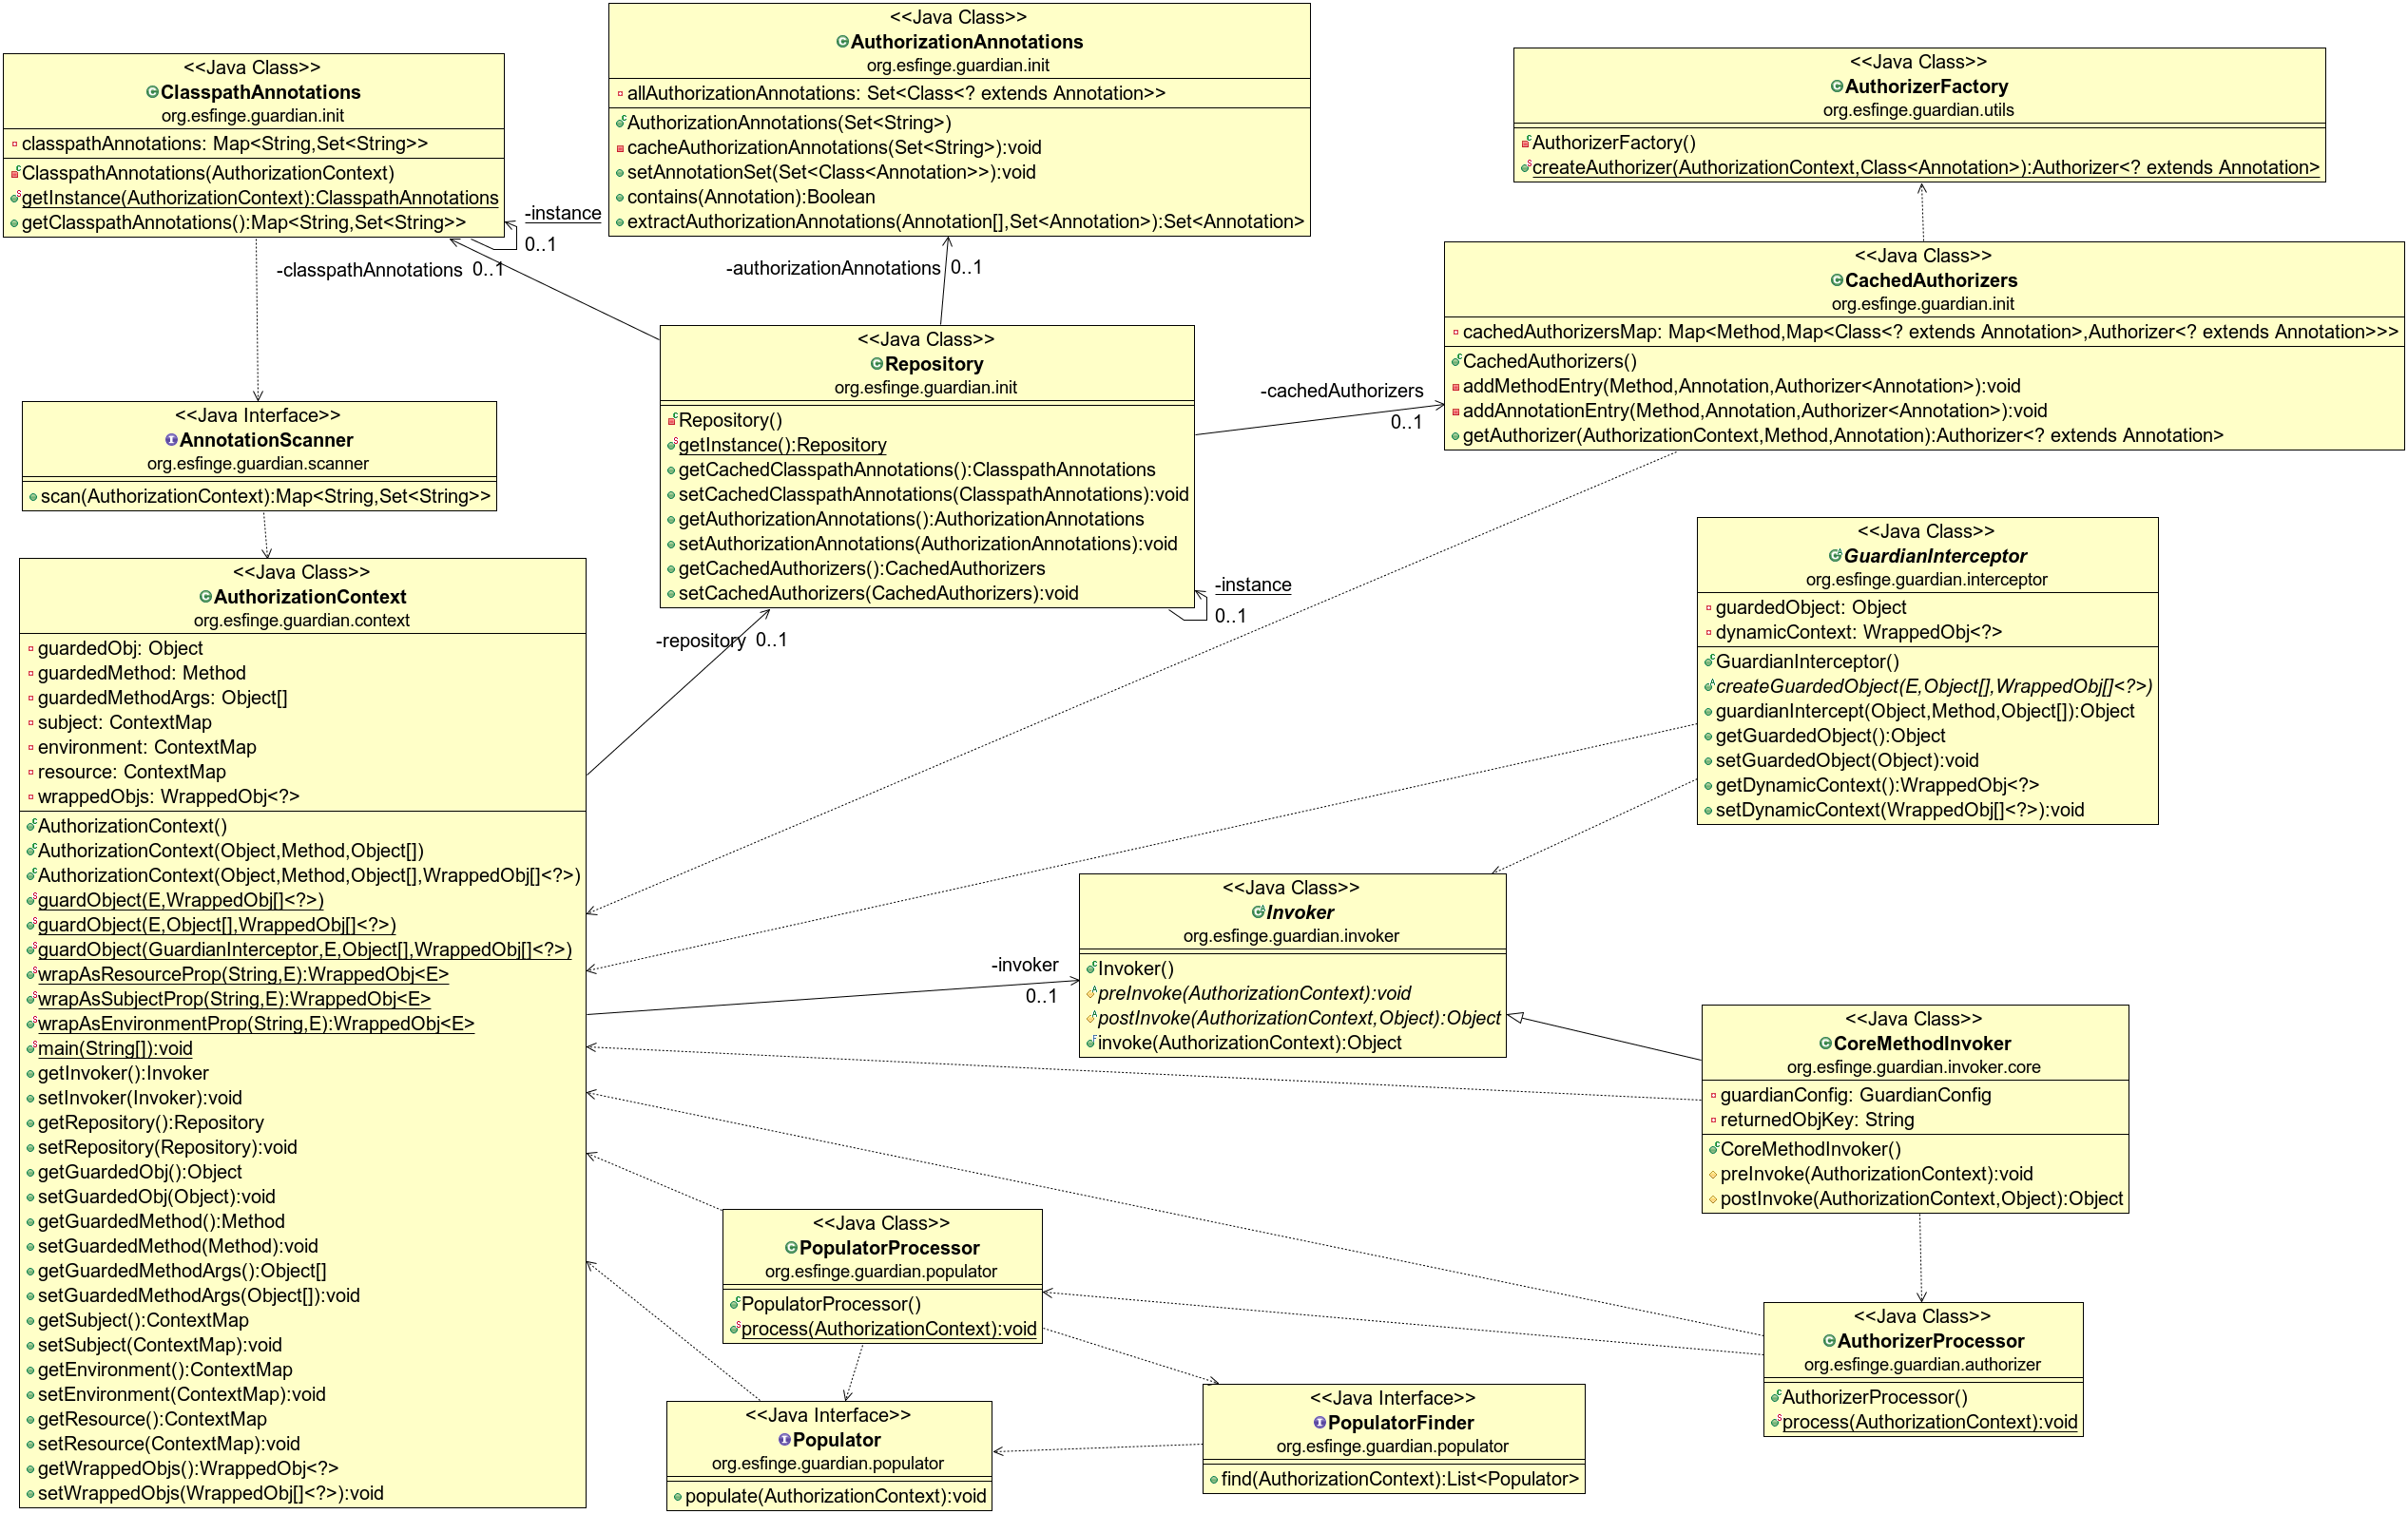 <<Java Class>>
ClasspathAnnotations
org.esfinge.guardian.init
classpathAnnotations: Map<String,Set<String>>
ClasspathAnnotations(AuthorizationContext)
getInstance(AuthorizationContext):ClasspathAnnotations
getClasspathAnnotations():Map<String,Set<String>>
-instance
0..1
<<Java Class>>
AuthorizationAnnotations
org.esfinge.guardian.init
allAuthorizationAnnotations: Set<Class<? extends Annotation>>
AuthorizationAnnotations(Set<String>)
cacheAuthorizationAnnotations(Set<String>):void
setAnnotationSet(Set<Class<Annotation>>):void
contains(Annotation):Boolean
extractAuthorizationAnnotations(Annotation[],Set<Annotation>):Set<Annotation>
<<Java Class>>
AuthorizerFactory
org.esfinge.guardian.utils
AuthorizerFactory()
createAuthorizer(AuthorizationContext,Class<Annotation>):Authorizer<? extends Annotation>
-classpathAnnotations 0..1
-authorizationAnnotations 0..1
<<Java Class>>
CachedAuthorizers
org.esfinge.guardian.init
cachedAuthorizersMap: Map<Method,Map<Class<? extends Annotation>,Authorizer<? extends Annotation>>>
CachedAuthorizers()
addMethodEntry(Method,Annotation,Authorizer<Annotation>):void
addAnnotationEntry(Method,Annotation,Authorizer<Annotation>):void
getAuthorizer(AuthorizationContext,Method,Annotation):Authorizer<? extends Annotation>
<<Java Class>>
Repository
org.esfinge.guardian.init
Repository()
getInstance():Repository
getCachedClasspathAnnotations():ClasspathAnnotations
setCachedClasspathAnnotations(ClasspathAnnotations):void
getAuthorizationAnnotations():AuthorizationAnnotations
setAuthorizationAnnotations(AuthorizationAnnotations):void
getCachedAuthorizers():CachedAuthorizers
setCachedAuthorizers(CachedAuthorizers):void
-cachedAuthorizers
0..1
-instance
0..1
-repository 0..1
<<Java Interface>>
AnnotationScanner
org.esfinge.guardian.scanner
scan(AuthorizationContext):Map<String,Set<String>>
<<Java Class>>
AuthorizationContext
org.esfinge.guardian.context
guardedObj: Object
guardedMethod: Method
guardedMethodArgs: Object[]
subject: ContextMap
environment: ContextMap
resource: ContextMap
wrappedObjs: WrappedObj<?>
AuthorizationContext()
AuthorizationContext(Object,Method,Object[])
AuthorizationContext(Object,Method,Object[],WrappedObj[]<?>)
guardObject(E,WrappedObj[]<?>)
guardObject(E,Object[],WrappedObj[]<?>)
guardObject(GuardianInterceptor,E,Object[],WrappedObj[]<?>)
wrapAsResourceProp(String,E):WrappedObj<E>
wrapAsSubjectProp(String,E):WrappedObj<E>
wrapAsEnvironmentProp(String,E):WrappedObj<E>
main(String[]):void
getInvoker():Invoker
setInvoker(Invoker):void
getRepository():Repository
setRepository(Repository):void
getGuardedObj():Object
setGuardedObj(Object):void
getGuardedMethod():Method
setGuardedMethod(Method):void
getGuardedMethodArgs():Object[]
setGuardedMethodArgs(Object[]):void
getSubject():ContextMap
setSubject(ContextMap):void
getEnvironment():ContextMap
setEnvironment(ContextMap):void
getResource():ContextMap
setResource(ContextMap):void
getWrappedObjs():WrappedObj<?>
setWrappedObjs(WrappedObj[]<?>):void
<<Java Class>>
GuardianInterceptor
org.esfinge.guardian.interceptor
guardedObject: Object
dynamicContext: WrappedObj<?>
GuardianInterceptor()
createGuardedObject(E,Object[],WrappedObj[]<?>)
guardianIntercept(Object,Method,Object[]):Object
getGuardedObject():Object
setGuardedObject(Object):void
getDynamicContext():WrappedObj<?>
setDynamicContext(WrappedObj[]<?>):void
-invoker
0..1
<<Java Class>>
Invoker
org.esfinge.guardian.invoker
Invoker()
preInvoke(AuthorizationContext):void
postInvoke(AuthorizationContext,Object):Object
invoke(AuthorizationContext):Object
<<Java Class>>
CoreMethodInvoker
org.esfinge.guardian.invoker.core
guardianConfig: GuardianConfig
returnedObjKey: String
CoreMethodInvoker()
preInvoke(AuthorizationContext):void
postInvoke(AuthorizationContext,Object):Object
<<Java Class>>
PopulatorProcessor
org.esfinge.guardian.populator
PopulatorProcessor()
process(AuthorizationContext):void
<<Java Class>>
AuthorizerProcessor
org.esfinge.guardian.authorizer
AuthorizerProcessor()
process(AuthorizationContext):void
<<Java Interface>>
Populator
org.esfinge.guardian.populator
populate(AuthorizationContext):void
<<Java Interface>>
PopulatorFinder
org.esfinge.guardian.populator
find(AuthorizationContext):List<Populator>